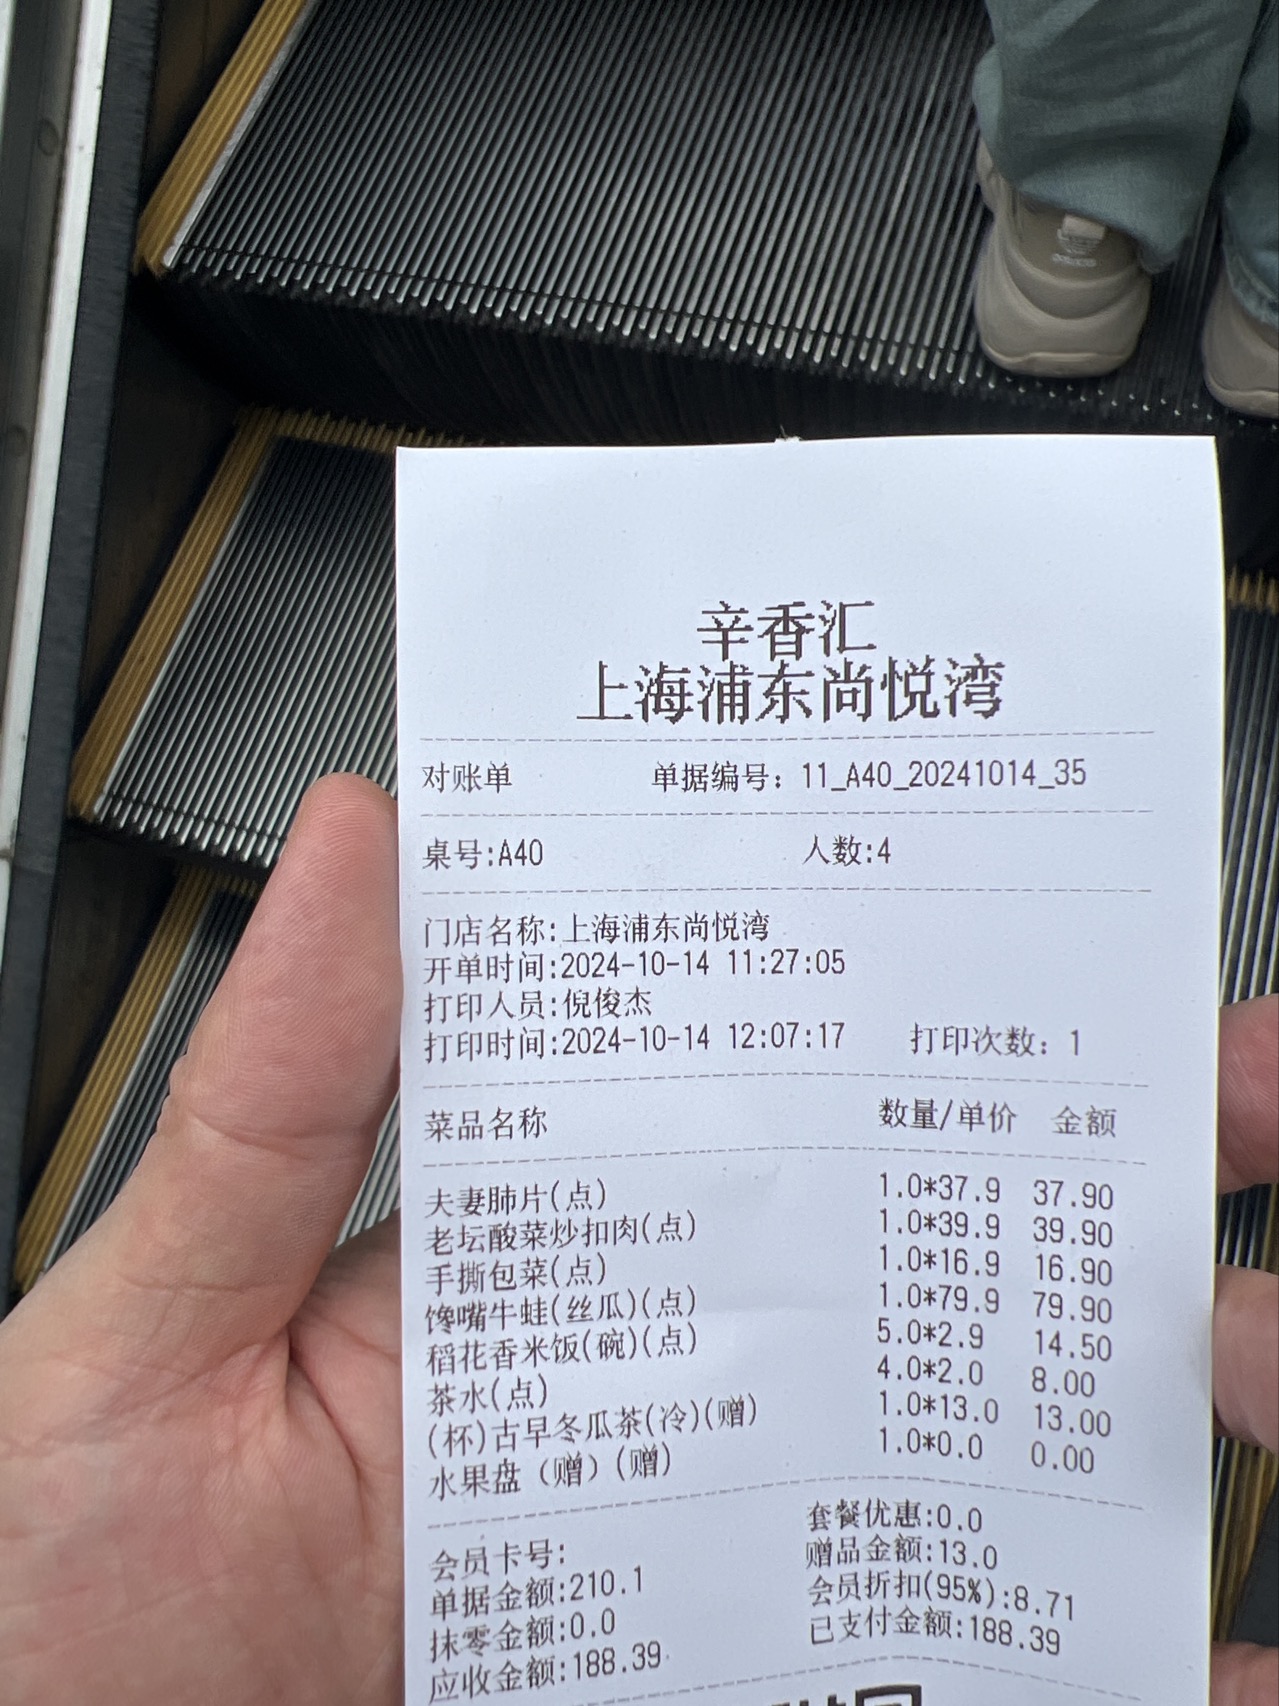 辛香汇
上海浦东尚悦湾
对账单 单据编号：11_A40_20241014_35
桌号:A40 人数:4
门店名称:上海浦东尚悦湾
开单时间:2024-10-14 11:27:05
打印人员:倪俊杰
打印时间:2024-10-14 12:07:17 打印次数：1
菜品名称 数量/单价 金额
夫妻肺片(点) 1.0*37.9 37.90
老坛酸菜炒扣肉(点) 1.0*39.9 39.90
手撕包菜(点) 1.0*16.9 16.90
馋嘴牛蛙(丝瓜)(点) 1.0*79.9 79.90
稻花香米饭(碗)(点) 5.0*2.9 14.50
茶水(点) 4.0*2.0 8.00
(杯)古早冬瓜茶(冷)(赠) 1.0*13.0 13.00
水果盘（赠）(赠) 1.0*0.0 0.00
会员卡号: 套餐优惠:0.0
单据金额:210.1 赠品金额:13.0
抹零金额:0.0 会员折扣(95%):8.71
应收金额:188.39 已支付金额:188.39